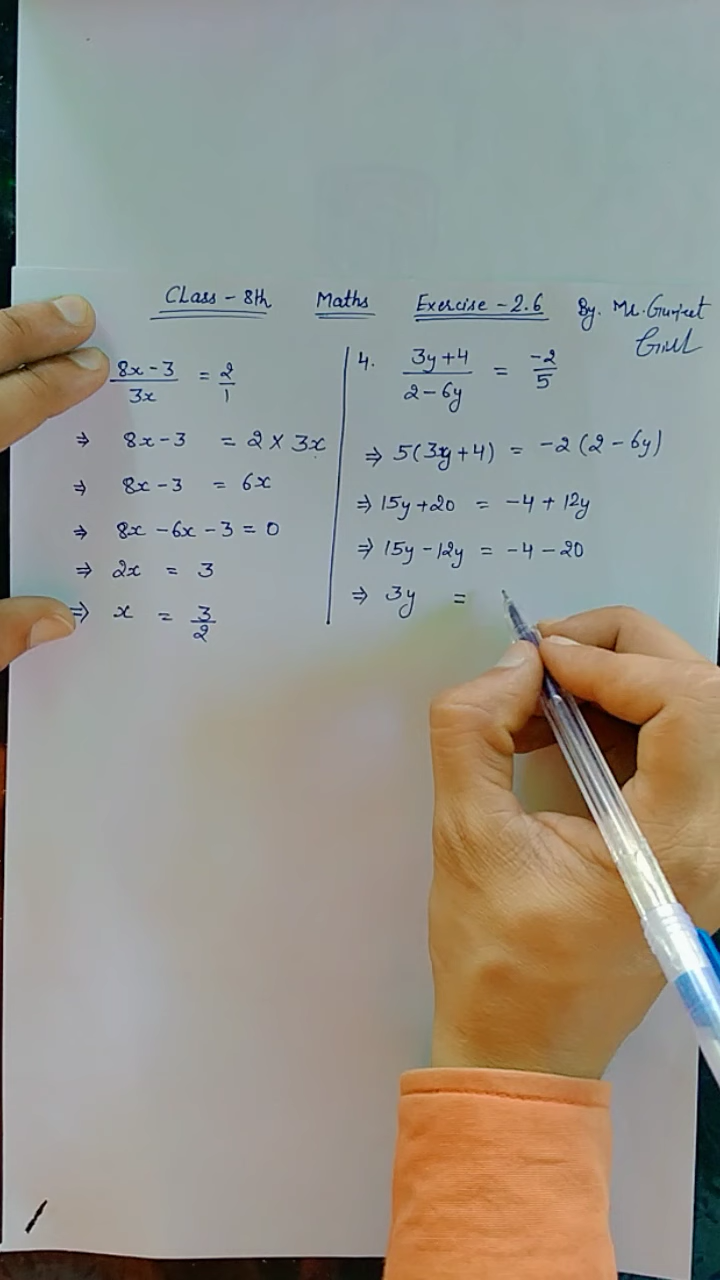 Class - 8th Maths Exercise - 2.6 By. Mr. Gurjeet Gill
8x - 3 / 3x = 2 / 1
⇒ 8x - 3 = 2 × 3x
⇒ 8x - 3 = 6x
⇒ 8x - 6x - 3 = 0
⇒ 2x = 3
⇒ x = 3 / 2
4. 3y + 4 / 2 - 6y = -2 / 5
⇒ 5(3y + 4) = -2(2 - 6y)
⇒ 15y + 20 = -4 + 12y
⇒ 15y - 12y = -4 - 20
⇒ 3y =